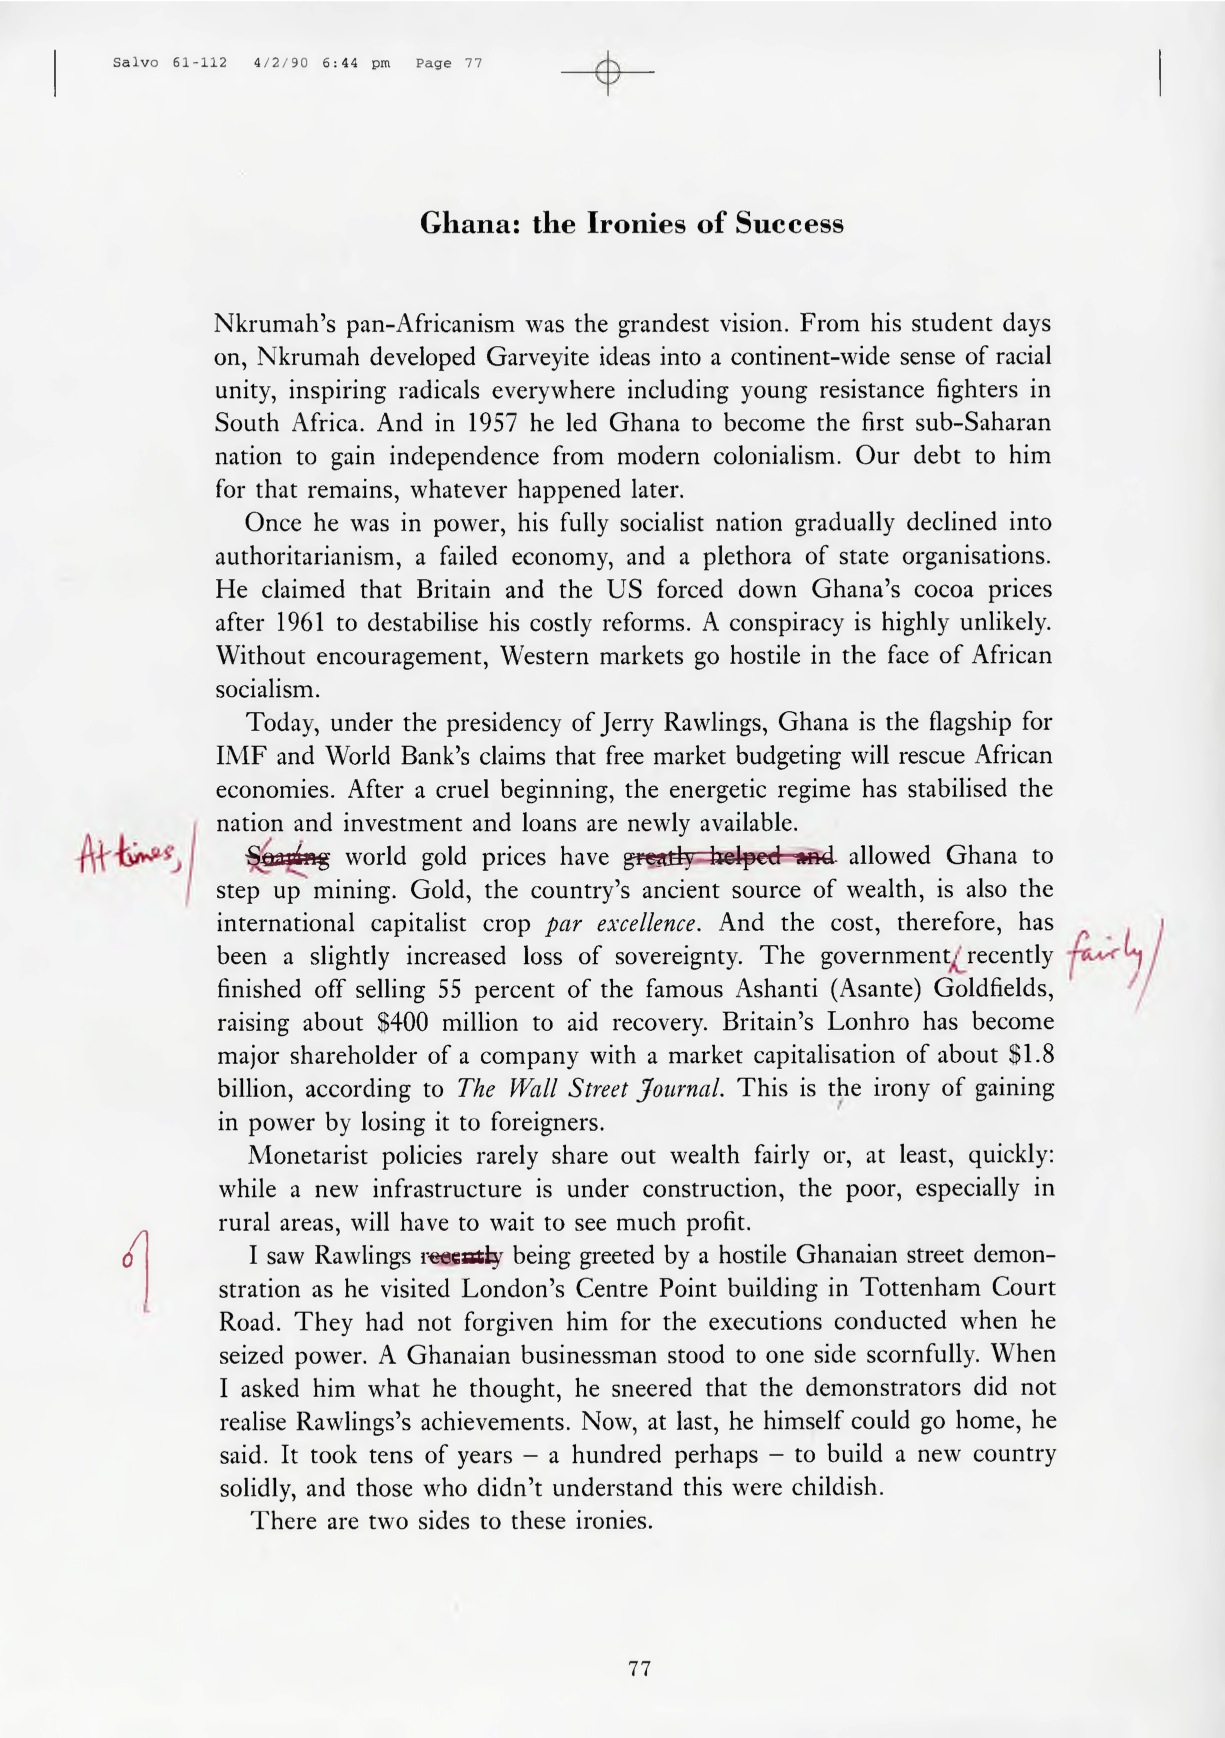 Salvo 61-112 4/2/90 6:44 pm Page 77
Ghana: the Ironies of Success
Nkrumah's pan-Africanism was the grandest vision. From his student days
on, Nkrumah developed Garveyite ideas into a continent-wide sense of racial
unity, inspiring radicals everywhere including young resistance fighters in
South Africa. And in 1957 he led Ghana to become the first sub-Saharan
nation to gain independence from modern colonialism. Our debt to him
for that remains, whatever happened later.
Once he was in power, his fully socialist nation gradually declined into
authoritarianism, a failed economy, and a plethora of state organisations.
He claimed that Britain and the US forced down Ghana's cocoa prices
after 1961 to destabilise his costly reforms. A conspiracy is highly unlikely.
Without encouragement, Western markets go hostile in the face of African
socialism.
Today, under the presidency of Jerry Rawlings, Ghana is the flagship for
IMF and World Bank's claims that free market budgeting will rescue African
economies. After a cruel beginning, the energetic regime has stabilised the
nation and investment and loans are newly available.
At times, /
Soaring world gold prices have greatly helped and allowed Ghana to
step up mining. Gold, the country's ancient source of wealth, is also the
international capitalist crop par excellence. And the cost, therefore, has
been a slightly increased loss of sovereignty. The government recently
fairly /
finished off selling 55 percent of the famous Ashanti (Asante) Goldfields,
raising about $400 million to aid recovery. Britain's Lonhro has become
major shareholder of a company with a market capitalisation of about $1.8
billion, according to The Wall Street Journal. This is the irony of gaining
in power by losing it to foreigners.
Monetarist policies rarely share out wealth fairly or, at least, quickly:
while a new infrastructure is under construction, the poor, especially in
rural areas, will have to wait to see much profit.
I saw Rawlings recently being greeted by a hostile Ghanaian street demon-
stration as he visited London's Centre Point building in Tottenham Court
Road. They had not forgiven him for the executions conducted when he
seized power. A Ghanaian businessman stood to one side scornfully. When
I asked him what he thought, he sneered that the demonstrators did not
realise Rawlings's achievements. Now, at last, he himself could go home, he
said. It took tens of years – a hundred perhaps – to build a new country
solidly, and those who didn't understand this were childish.
There are two sides to these ironies.
77